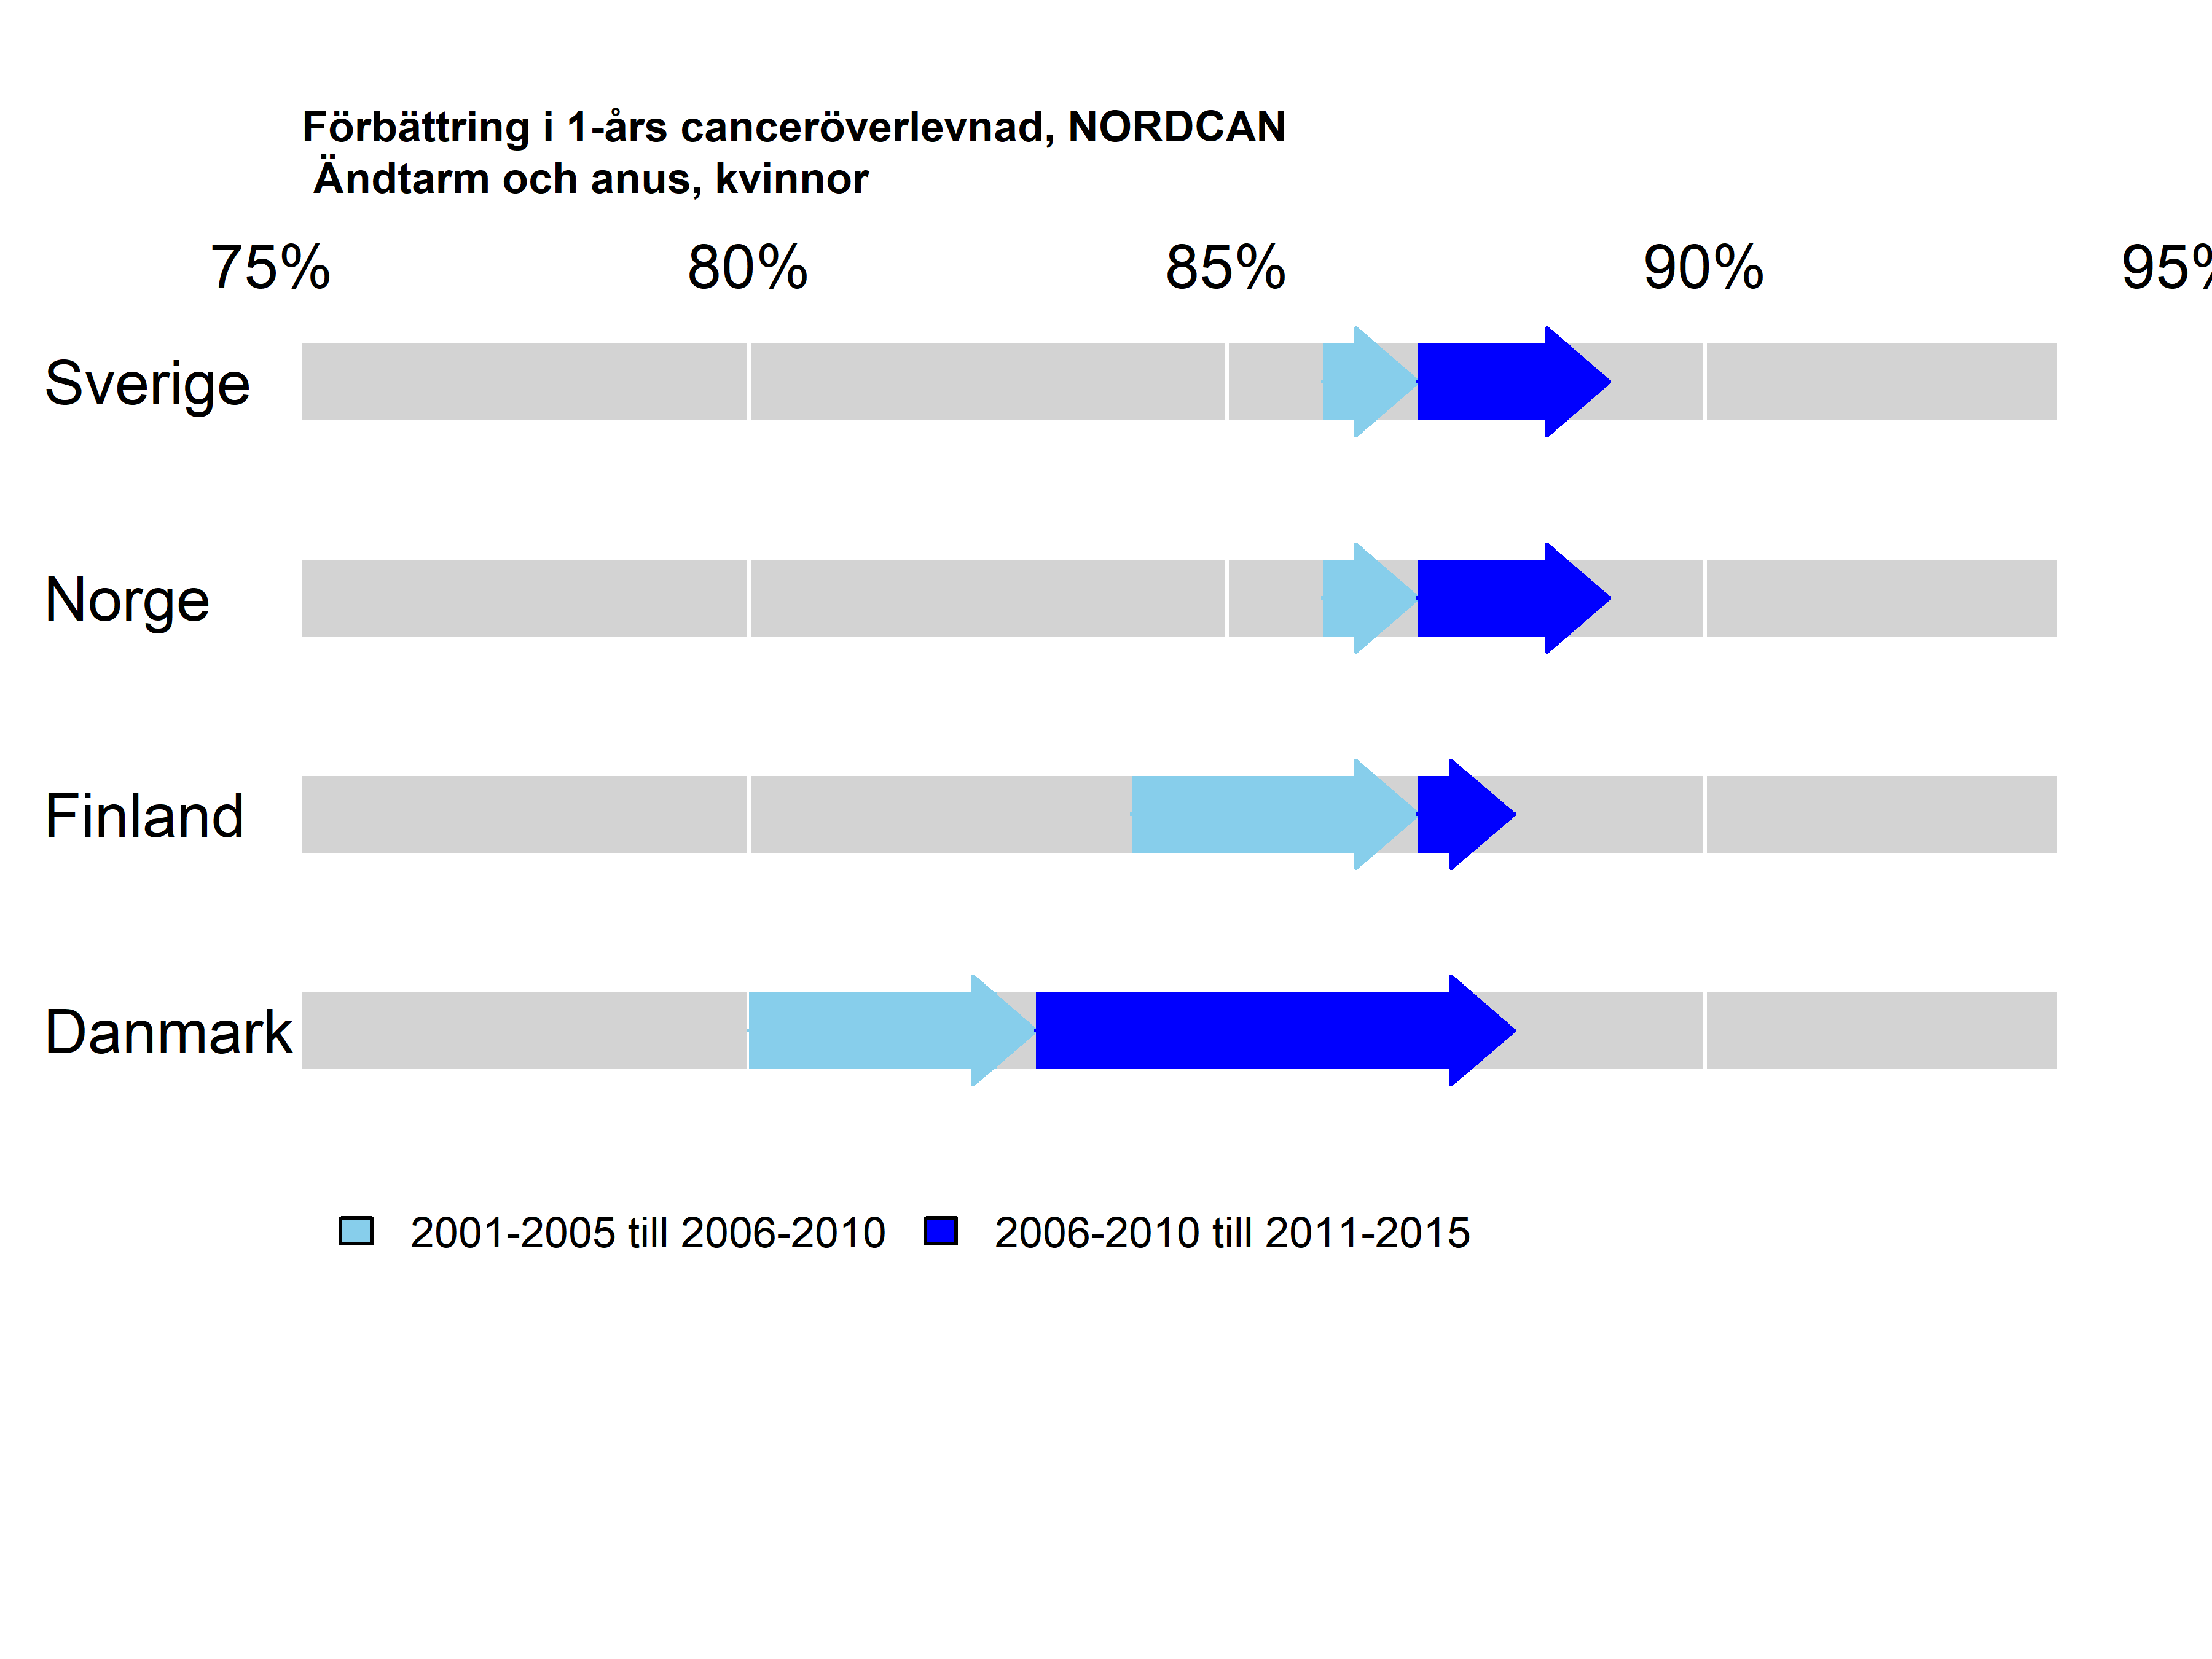 Förbättring i 1-års canceröverlevnad, NORDCAN
Ändtarm och anus, kvinnor
75% 80% 85% 90% 95%
Sverige
Norge
Finland
Danmark
2001-2005 till 2006-2010 2006-2010 till 2011-2015